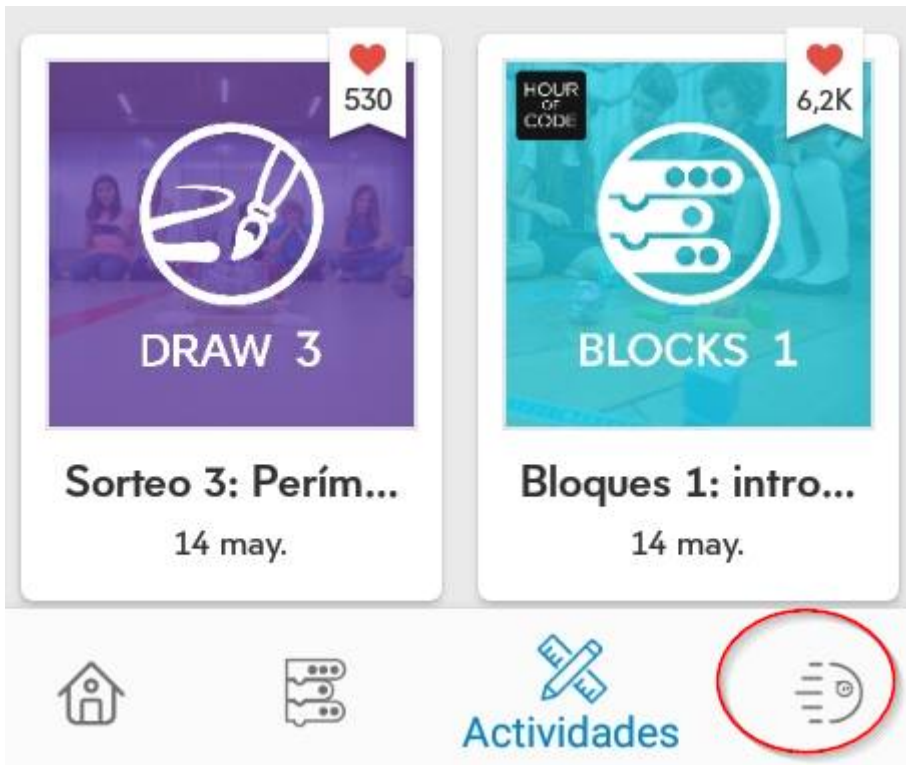 530
DRAW 3
Sorteo 3: Perím...
14 may.
HOUR
OF
CODE
6,2K
BLOCKS 1
Bloques 1: intro...
14 may.
Actividades